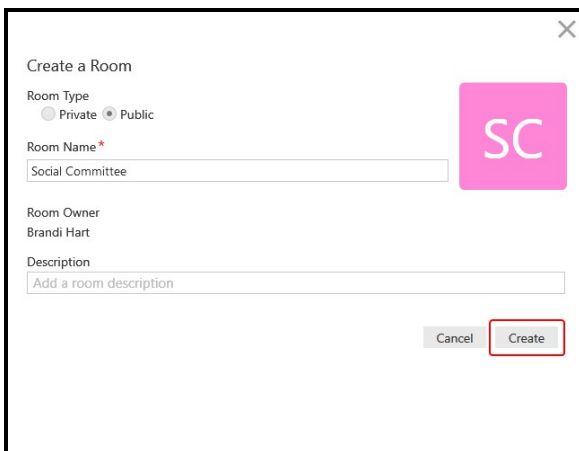 Create a Room
Room Type
Private Public
SC
Room Name*
Social Committee
Room Owner
Brandi Hart
Description
Add a room description
Cancel Create